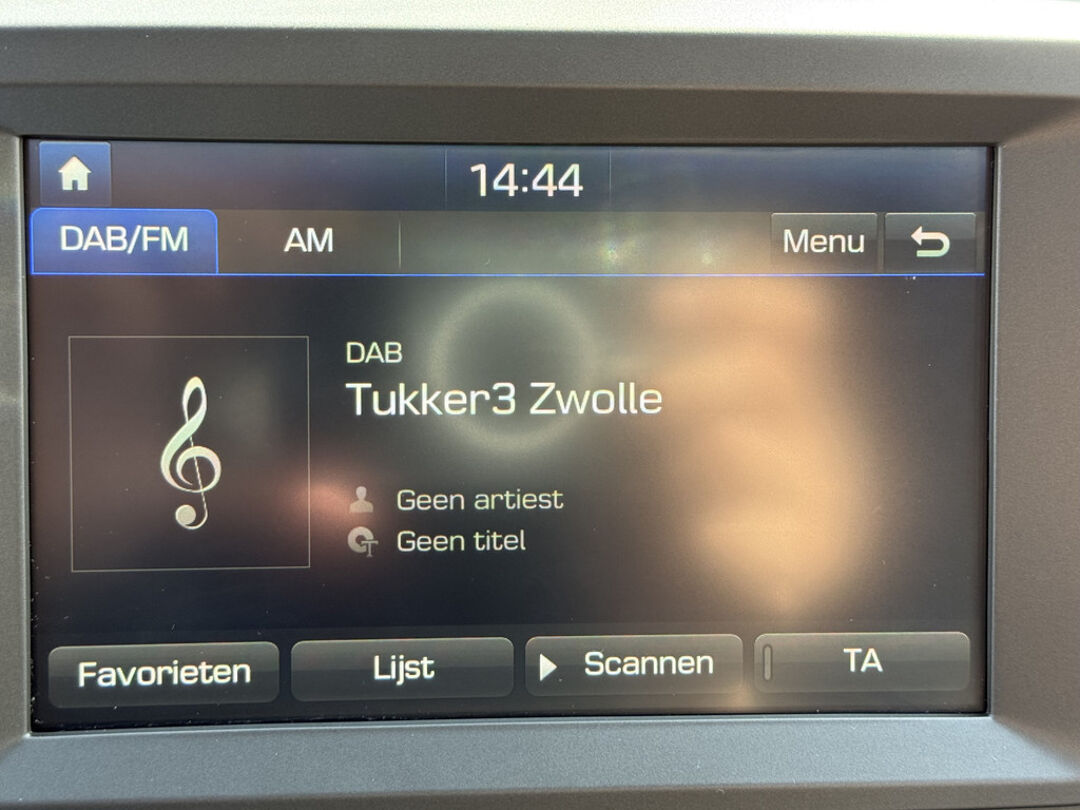 14:44
DAB/FM AM Menu
DAB
Tukker3 Zwolle
Geen artiest
Geen titel
Favorieten Lijst Scannen TA